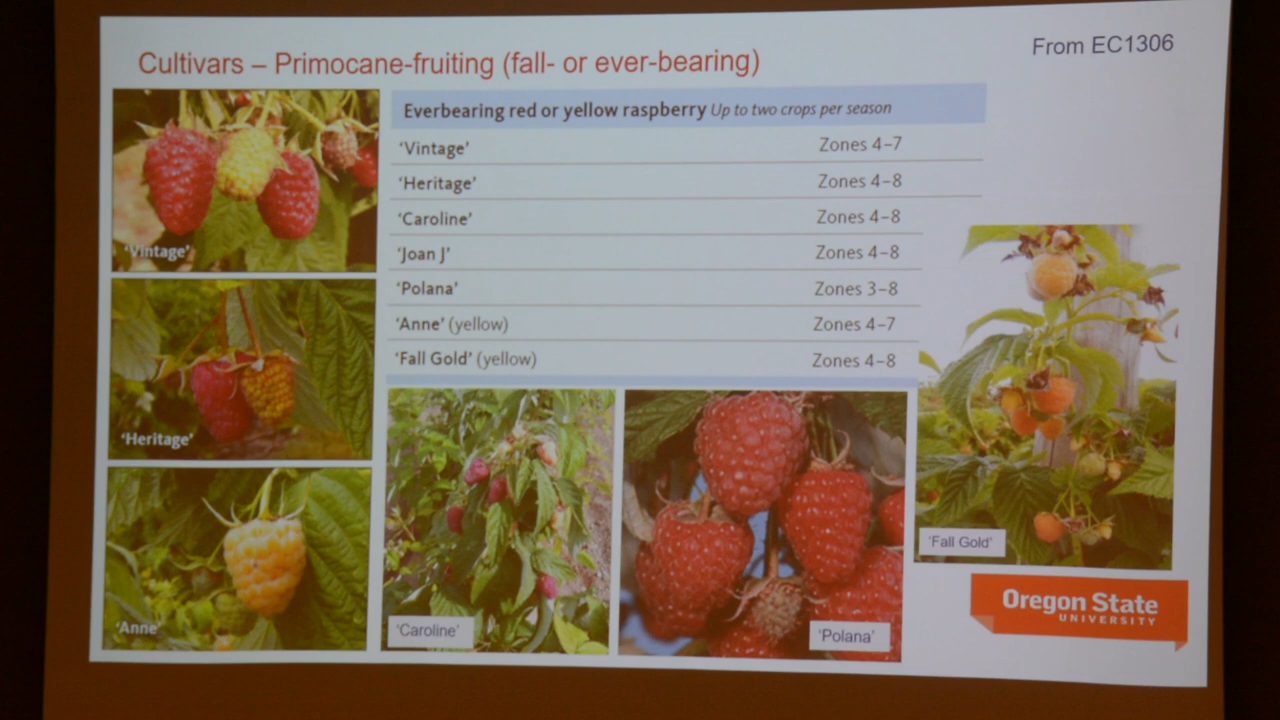 From EC1306
Cultivars – Primocane-fruiting (fall- or ever-bearing)
Everbearing red or yellow raspberry Up to two crops per season
‘Vintage’ Zones 4–7
‘Heritage’ Zones 4–8
‘Caroline’ Zones 4–8
‘Joan J’ Zones 4–8
‘Polana’ Zones 3–8
‘Anne’ (yellow) Zones 4–7
‘Fall Gold’ (yellow) Zones 4–8
‘Vintage’
‘Heritage’
‘Anne’
‘Caroline’
‘Polana’
‘Fall Gold’
Oregon State
UNIVERSITY